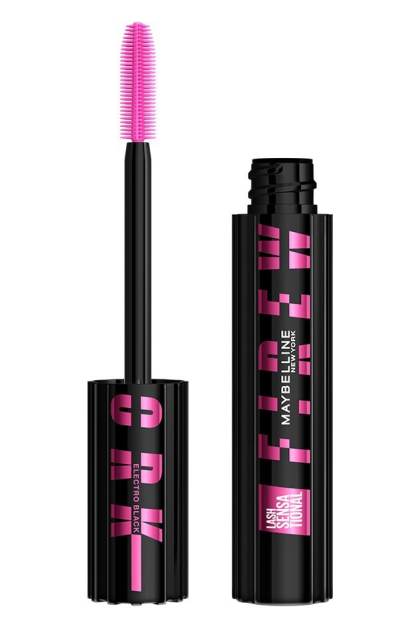 FIREW
MAYBELLINE
NEW YORK
LASH
SENSA
TIONAL
ORK
ELECTRO BLACK